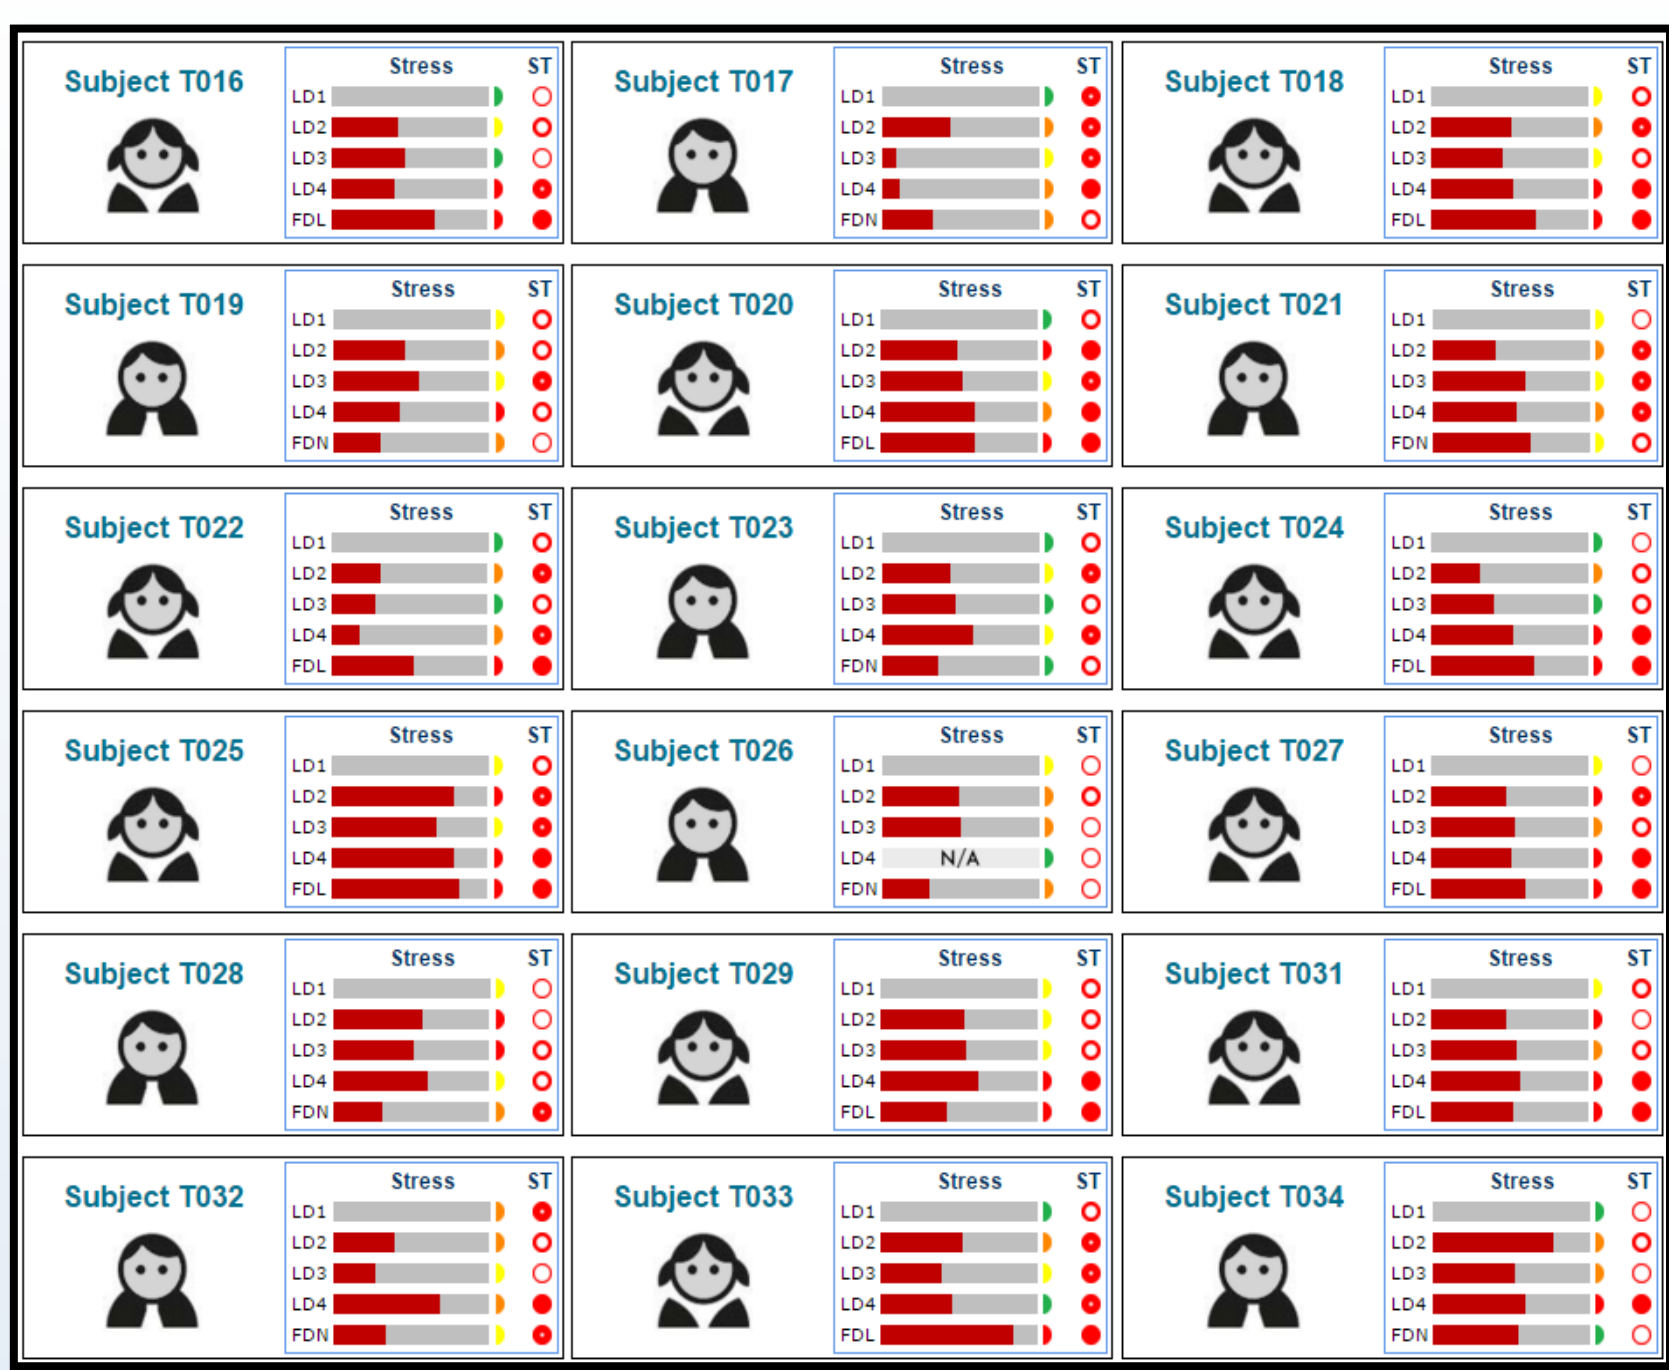 Subject T016
Stress ST
LD1
LD2
LD3
LD4
FDL
Subject T017
Stress ST
LD1
LD2
LD3
LD4
FDN
Subject T018
Stress ST
LD1
LD2
LD3
LD4
FDL
Subject T019
Stress ST
LD1
LD2
LD3
LD4
FDN
Subject T020
Stress ST
LD1
LD2
LD3
LD4
FDL
Subject T021
Stress ST
LD1
LD2
LD3
LD4
FDN
Subject T022
Stress ST
LD1
LD2
LD3
LD4
FDL
Subject T023
Stress ST
LD1
LD2
LD3
LD4
FDN
Subject T024
Stress ST
LD1
LD2
LD3
LD4
FDL
Subject T025
Stress ST
LD1
LD2
LD3
LD4
FDL
Subject T026
Stress ST
LD1
LD2
LD3
LD4 N/A
FDN
Subject T027
Stress ST
LD1
LD2
LD3
LD4
FDL
Subject T028
Stress ST
LD1
LD2
LD3
LD4
FDN
Subject T029
Stress ST
LD1
LD2
LD3
LD4
FDL
Subject T031
Stress ST
LD1
LD2
LD3
LD4
FDL
Subject T032
Stress ST
LD1
LD2
LD3
LD4
FDN
Subject T033
Stress ST
LD1
LD2
LD3
LD4
FDL
Subject T034
Stress ST
LD1
LD2
LD3
LD4
FDN